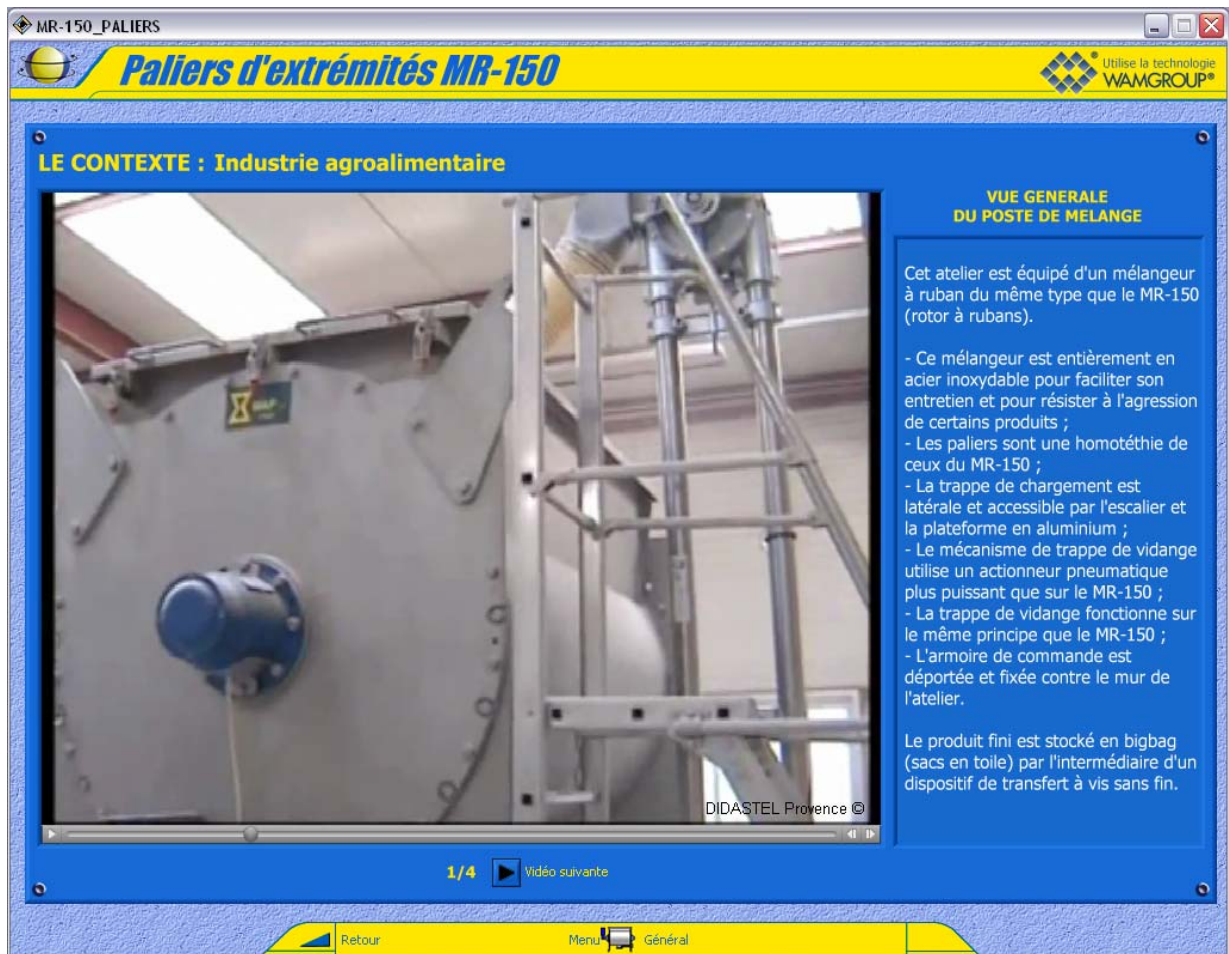 MR-150_PALIERS
Paliers d'extrémités MR-150
Utilise la technologie
WAMGROUP®
LE CONTEXTE : Industrie agroalimentaire
VUE GENERALE
DU POSTE DE MELANGE
Cet atelier est équipé d'un mélangeur
à ruban du même type que le MR-150
(rotor à rubans).
- Ce mélangeur est entièrement en
acier inoxydable pour faciliter son
entretien et pour résister à l'agression
de certains produits ;
- Les paliers sont une homotéthie de
ceux du MR-150 ;
- La trappe de chargement est
latérale et accessible par l'escalier et
la plateforme en aluminium ;
- Le mécanisme de trappe de vidange
utilise un actionneur pneumatique
plus puissant que sur le MR-150 ;
- La trappe de vidange fonctionne sur
le même principe que le MR-150 ;
- L'armoire de commande est
déportée et fixée contre le mur de
l'atelier.
Le produit fini est stocké en bigbag
(sacs en toile) par l'intermédiaire d'un
dispositif de transfert à vis sans fin.
DIDASTEL Provence ©
1/4 Vidéo suivante
Retour
Menu Général